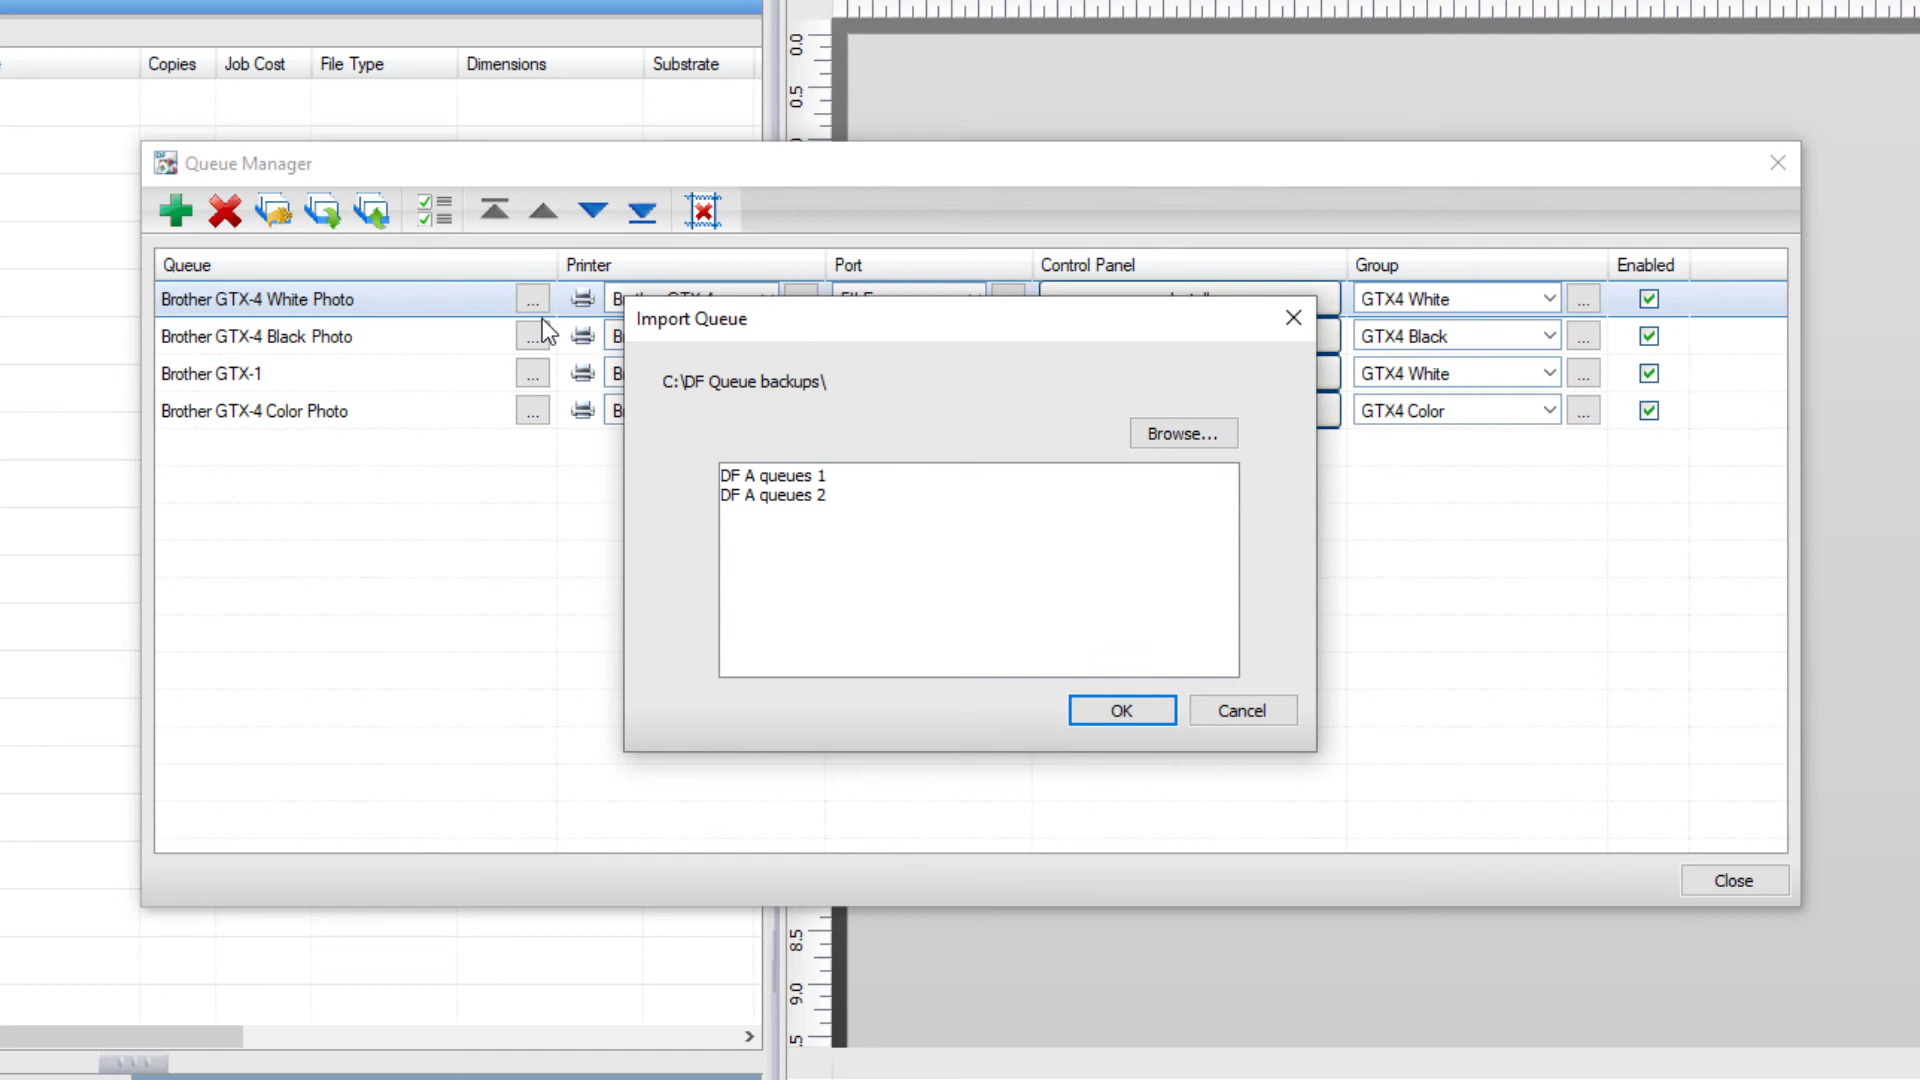 Copies Job Cost File Type Dimensions Substrate
0.0
0.5
Queue Manager
Queue Printer Port Control Panel Group Enabled
Brother GTX-4 White Photo ... GTX4 White ...
Import Queue
Brother GTX-4 Black Photo ... GTX4 Black ...
Brother GTX-1 ... GTX4 White ...
C:\DF Queue backups\
Brother GTX-4 Color Photo ... GTX4 Color ...
Browse...
DF A queues 1
DF A queues 2
OK Cancel
Close
8.5
9.0